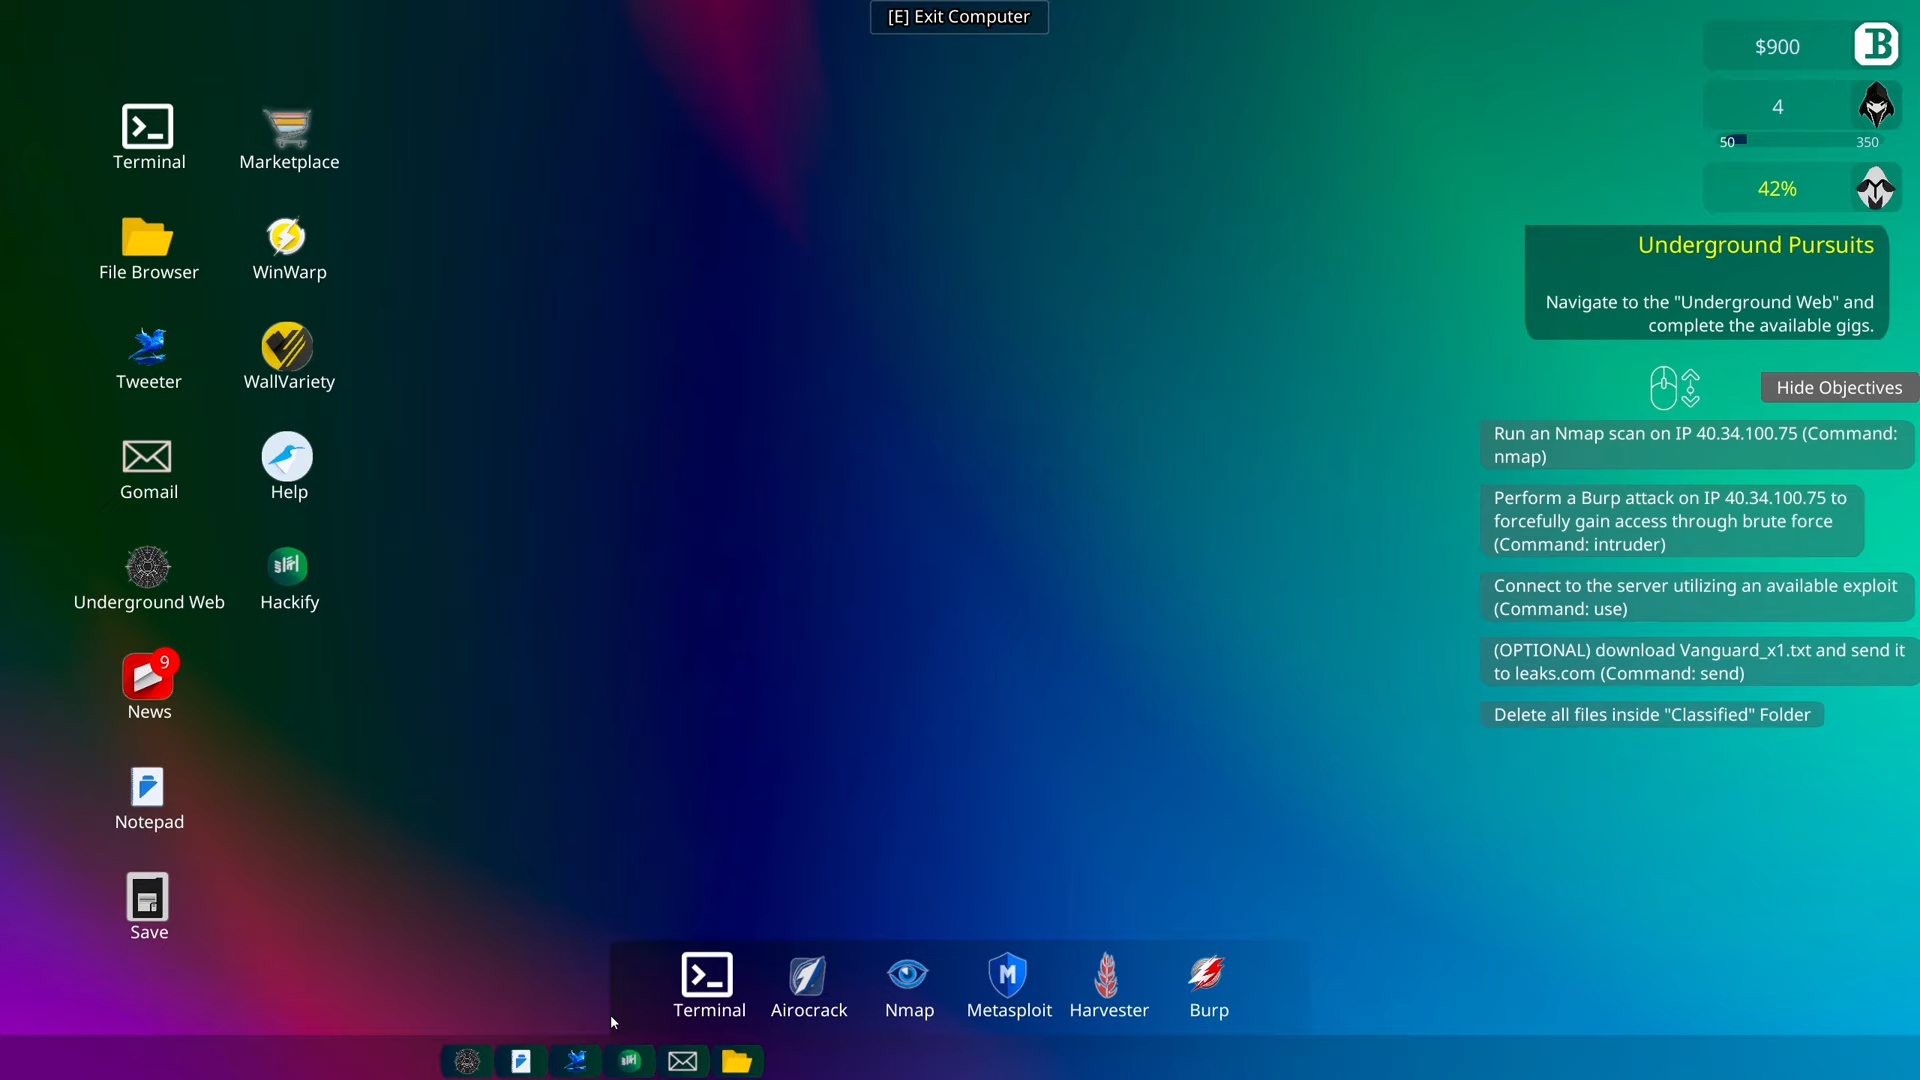 [E] Exit Computer
$900
B
4
50
350
42%
Underground Pursuits
Navigate to the "Underground Web" and
complete the available gigs.
Hide Objectives
Run an Nmap scan on IP 40.34.100.75 (Command:
nmap)
Perform a Burp attack on IP 40.34.100.75 to
forcefully gain access through brute force
(Command: intruder)
Connect to the server utilizing an available exploit
(Command: use)
(OPTIONAL) download Vanguard_x1.txt and send it
to leaks.com (Command: send)
Delete all files inside "Classified" Folder
Terminal
Marketplace
File Browser
WinWarp
Tweeter
WallVariety
Gomail
Help
Underground Web
Hackify
9
News
Notepad
Save
M
Terminal
Airocrack
Nmap
Metasploit
Harvester
Burp